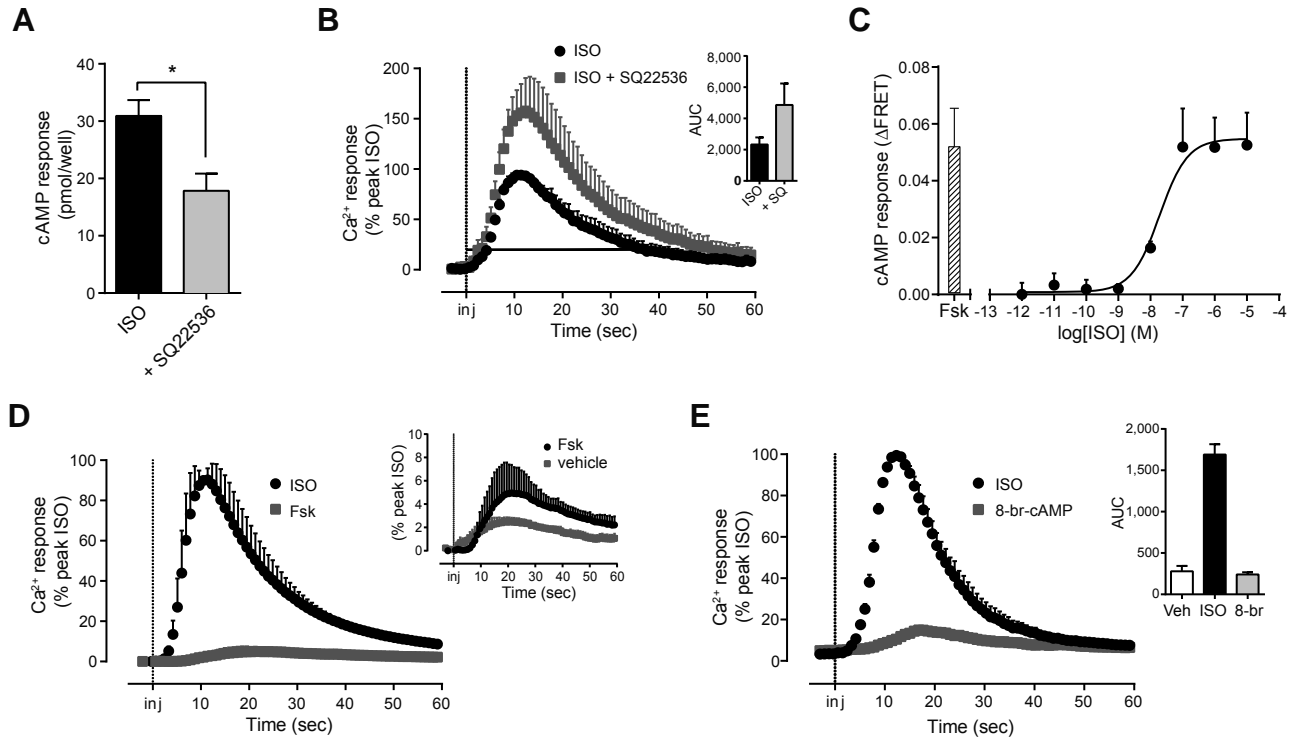 A
cAMP response
(pmol/well)
40
30
20
10
0
*
ISO
+ SQ22536
B
ISO
ISO + SQ22536
Ca²⁺ response
(% peak ISO)
200
150
100
50
0
inj 10 20 30 40 50 60
Time (sec)
AUC
8,000
6,000
4,000
2,000
0
ISO
+ SQ
C
cAMP response (ΔFRET)
0.08
0.06
0.04
0.02
0.00
Fsk
-13 -12 -11 -10 -9 -8 -7 -6 -5 -4
log[ISO] (M)
D
ISO
Fsk
Ca²⁺ response
(% peak ISO)
100
80
60
40
20
0
inj 10 20 30 40 50 60
Time (sec)
Fsk
vehicle
(% peak ISO)
10
8
6
4
2
0
inj 10 20 30 40 50 60
Time (sec)
E
ISO
8-br-cAMP
Ca²⁺ response
(% peak ISO)
100
80
60
40
20
0
inj 10 20 30 40 50 60
Time (sec)
AUC
2,000
1,500
1,000
500
0
Veh ISO 8-br